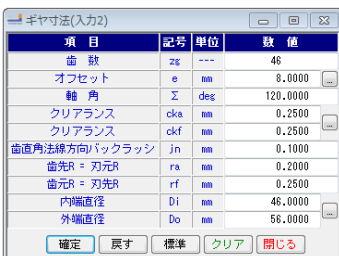 ギヤ寸法(入力2)
項 目 記号 単位 数 値
歯 数 zg --- 46
オフセット e mm 8.0000 ...
軸 角 Σ deg 120.0000
クリアランス cka mm 0.2500 ...
クリアランス ckf mm 0.2500
歯直角法線方向バックラッシ jn mm 0.1000
歯先R = 刃元R ra mm 0.2000
歯元R = 刃先R rf mm 0.2500
内端直径 Di mm 46.0000 ...
外端直径 Do mm 56.0000
確定 戻す 標準 クリア 閉じる